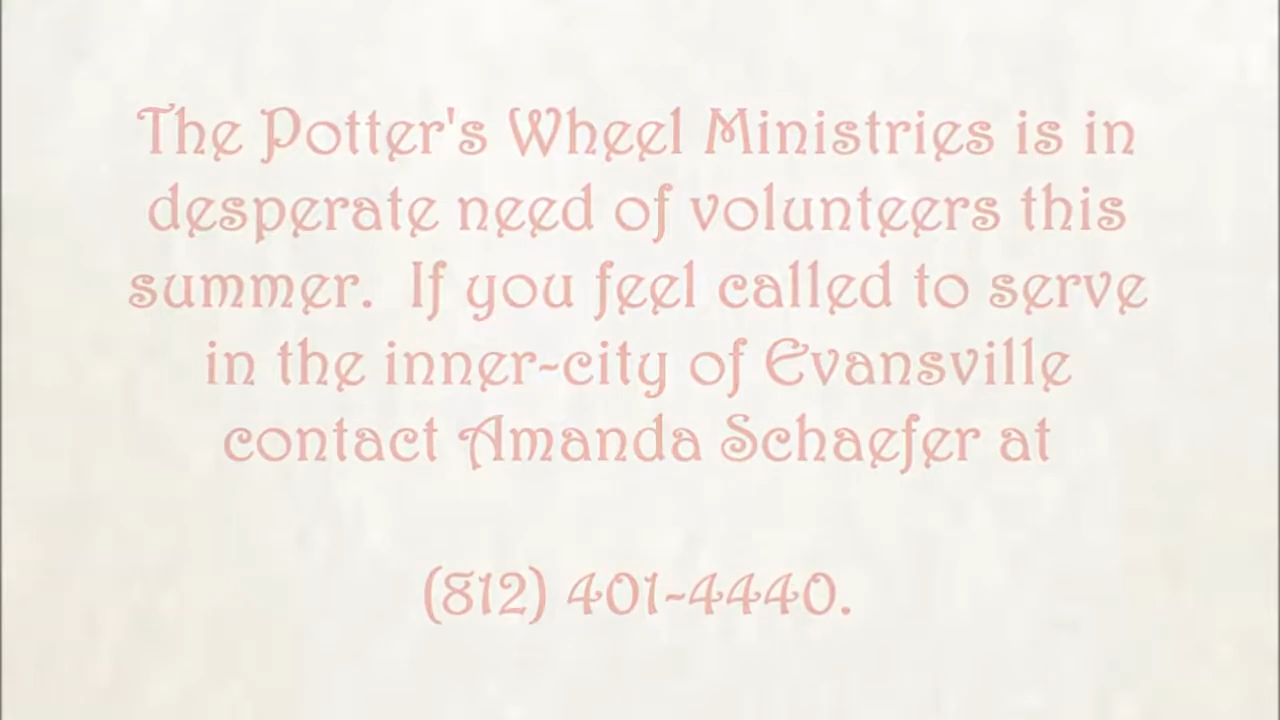 The Potter's Wheel Ministries is in
desperate need of volunteers this
summer.  If you feel called to serve
in the inner-city of Evansville
contact Amanda Schaefer at
(812) 401-4440.